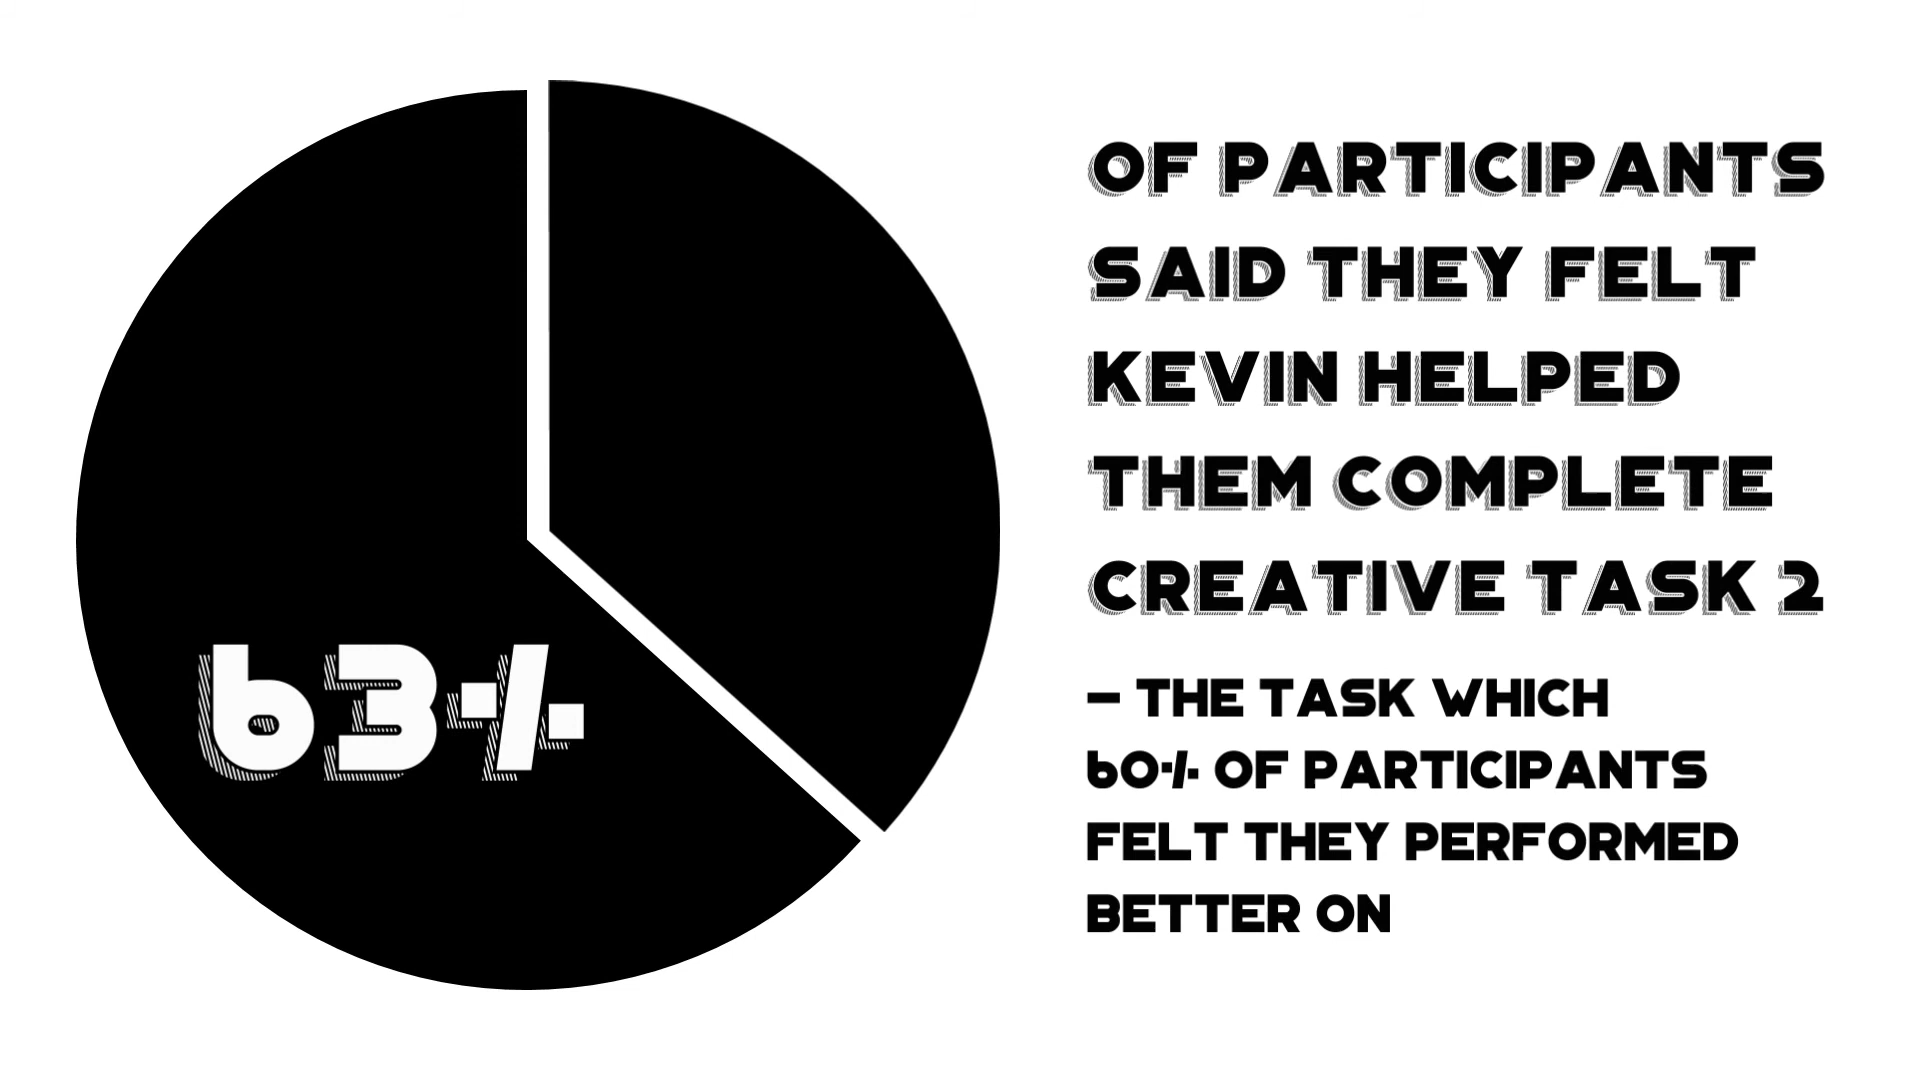 63%
OF PARTICIPANTS
SAID THEY FELT
KEVIN HELPED
THEM COMPLETE
CREATIVE TASK 2
– THE TASK WHICH
60% OF PARTICIPANTS
FELT THEY PERFORMED
BETTER ON